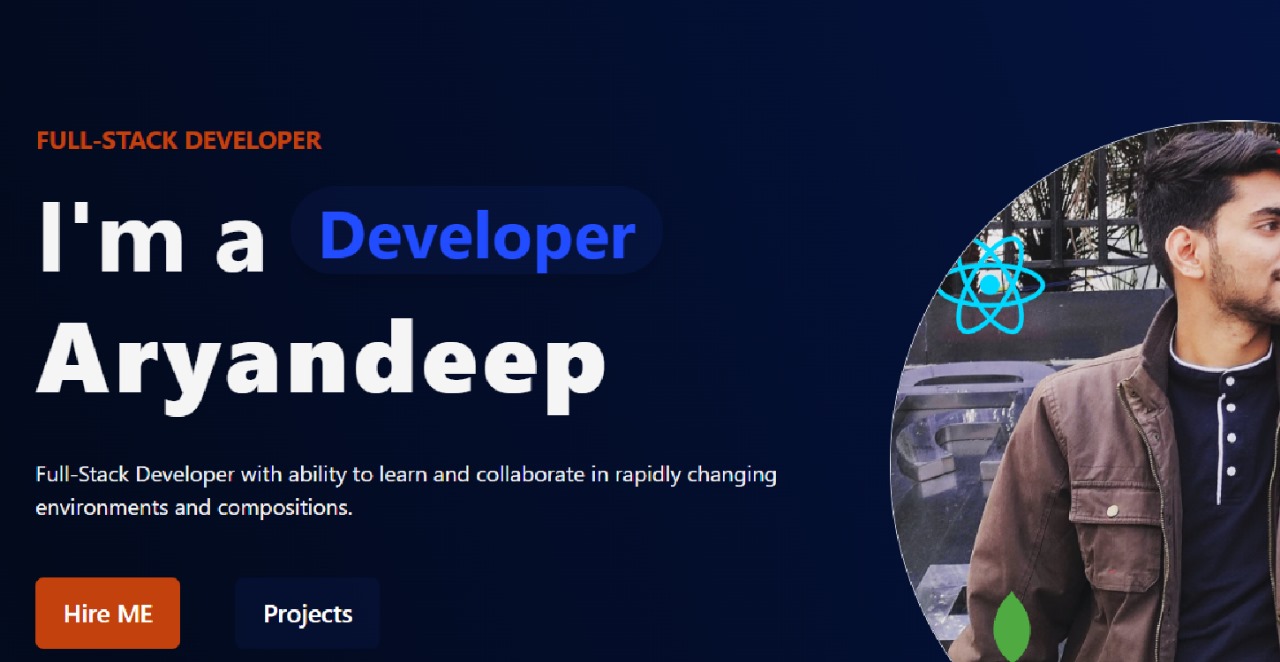 FULL-STACK DEVELOPER
I'm a Developer
Aryandeep
Full-Stack Developer with ability to learn and collaborate in rapidly changing
environments and compositions.
Hire ME
Projects